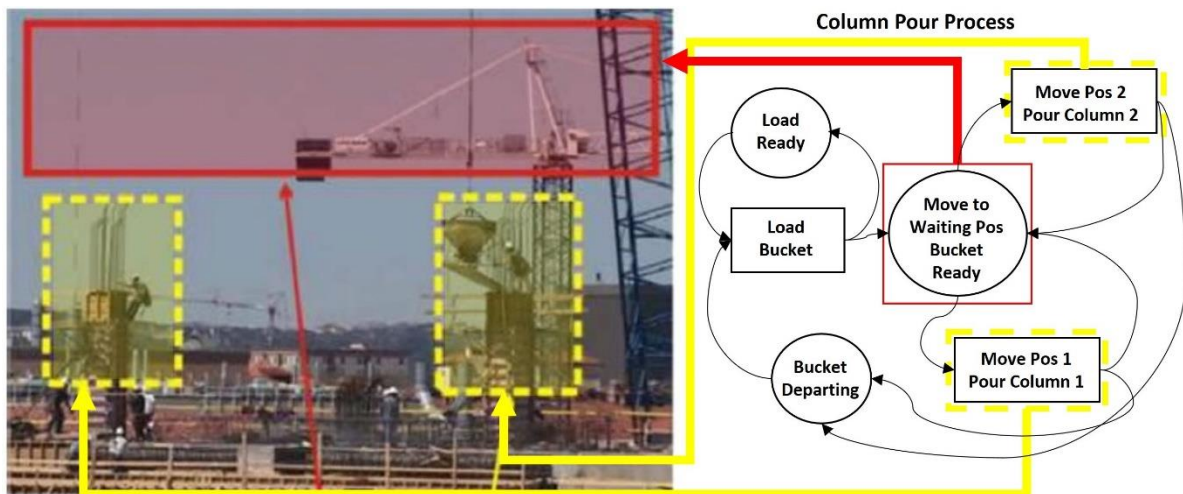 Column Pour Process
Move Pos 2
Pour Column 2
Load
Ready
Move to
Waiting Pos
Bucket
Ready
Load
Bucket
Move Pos 1
Pour Column 1
Bucket
Departing